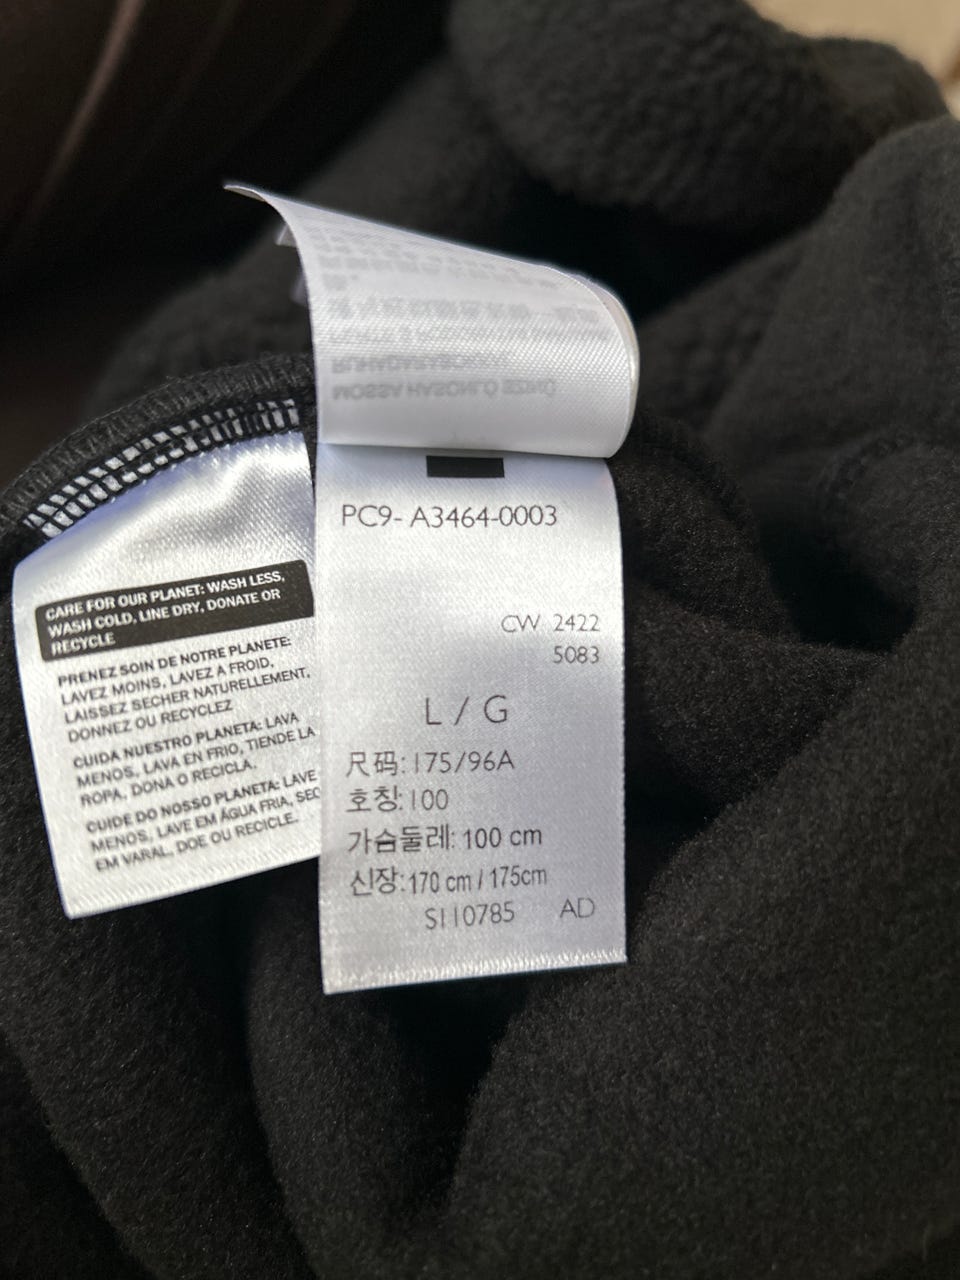 CARE FOR OUR PLANET: WASH LESS,
WASH COLD, LINE DRY, DONATE OR
RECYCLE
PRENEZ SOIN DE NOTRE PLANETE:
LAVEZ MOINS, LAVEZ A FROID,
LAISSEZ SECHER NATURELLEMENT,
DONNEZ OU RECYCLEZ
CUIDA NUESTRO PLANETA: LAVA
MENOS, LAVA EN FRIO, TIENDE LA
ROPA, DONA O RECICLA.
CUIDE DO NOSSO PLANETA: LAVE
MENOS, LAVE EM ÁGUA FRIA, SEC
EM VARAL, DOE OU RECICLE.
PC9- A3464-0003
CW 2422
5083
L / G
尺码:175/96A
호칭:100
가슴둘레: 100 cm
신장:170 cm / 175cm
S110785 AD